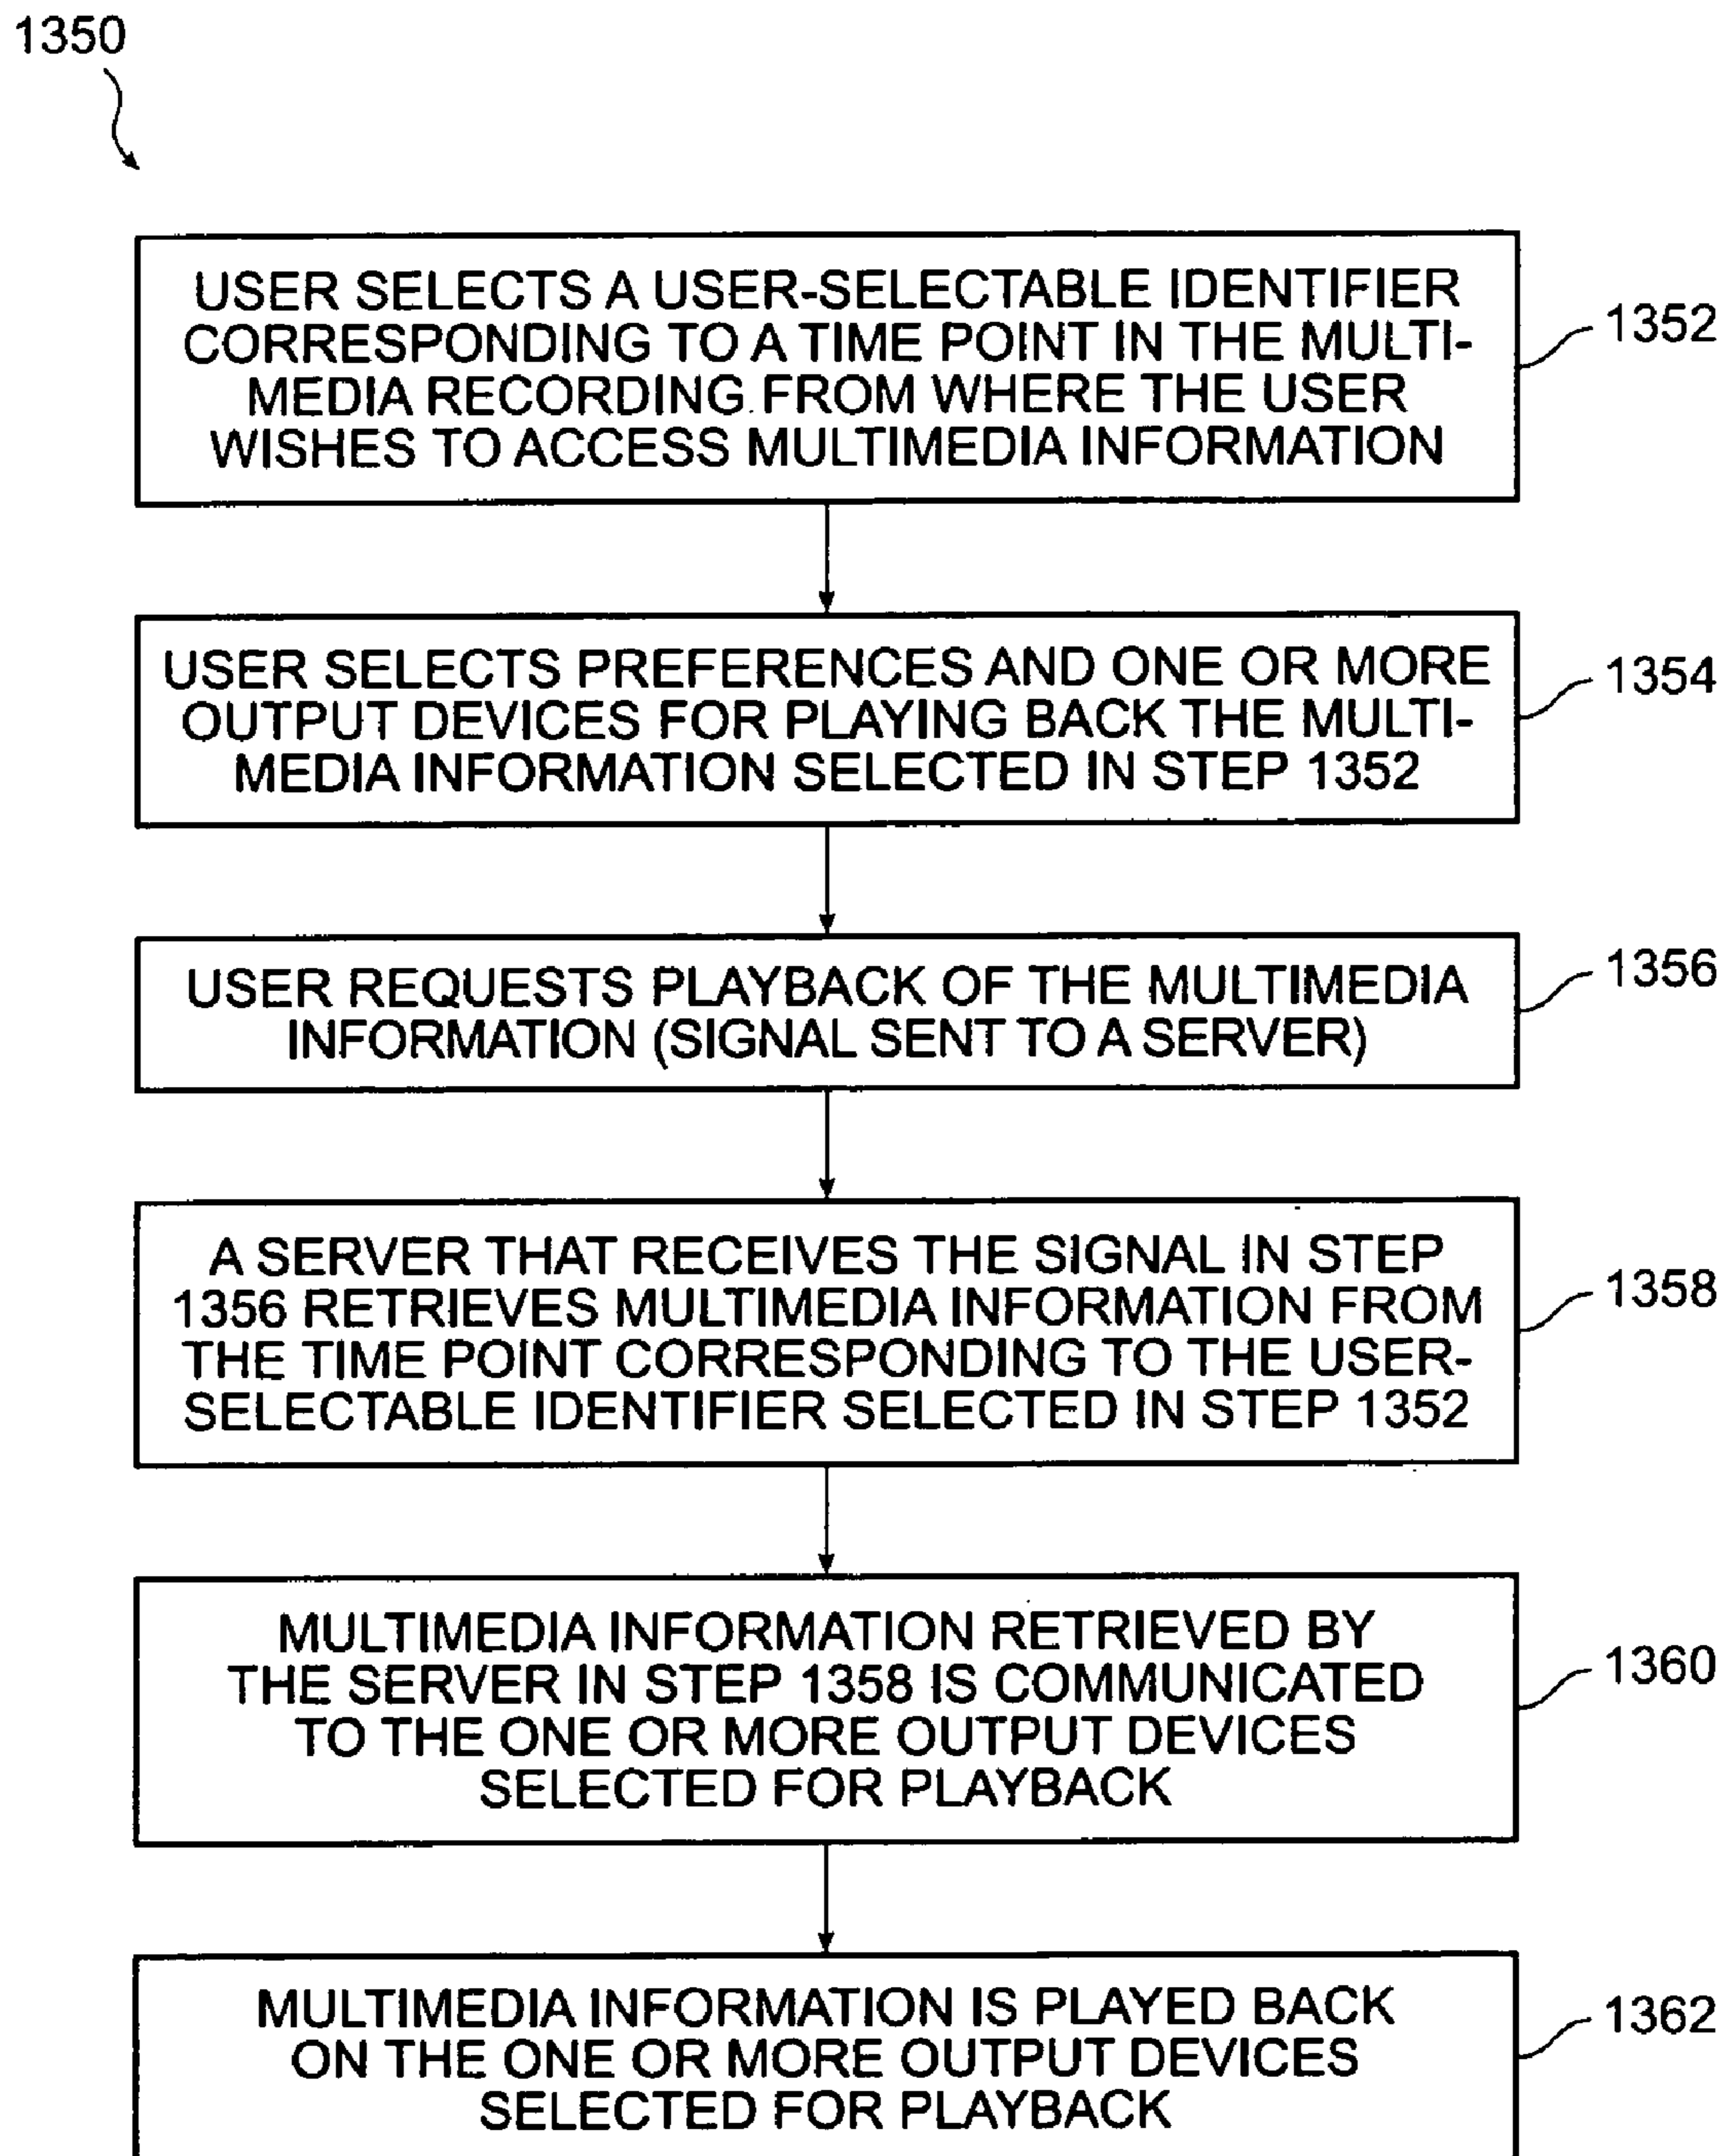 1350
USER SELECTS A USER-SELECTABLE IDENTIFIER
CORRESPONDING TO A TIME POINT IN THE MULTI-
MEDIA RECORDING FROM WHERE THE USER
WISHES TO ACCESS MULTIMEDIA INFORMATION
1352
USER SELECTS PREFERENCES AND ONE OR MORE
OUTPUT DEVICES FOR PLAYING BACK THE MULTI-
MEDIA INFORMATION SELECTED IN STEP 1352
1354
USER REQUESTS PLAYBACK OF THE MULTIMEDIA
INFORMATION (SIGNAL SENT TO A SERVER)
1356
A SERVER THAT RECEIVES THE SIGNAL IN STEP
1356 RETRIEVES MULTIMEDIA INFORMATION FROM
THE TIME POINT CORRESPONDING TO THE USER-
SELECTABLE IDENTIFIER SELECTED IN STEP 1352
1358
MULTIMEDIA INFORMATION RETRIEVED BY
THE SERVER IN STEP 1358 IS COMMUNICATED
TO THE ONE OR MORE OUTPUT DEVICES
SELECTED FOR PLAYBACK
1360
MULTIMEDIA INFORMATION IS PLAYED BACK
ON THE ONE OR MORE OUTPUT DEVICES
SELECTED FOR PLAYBACK
1362